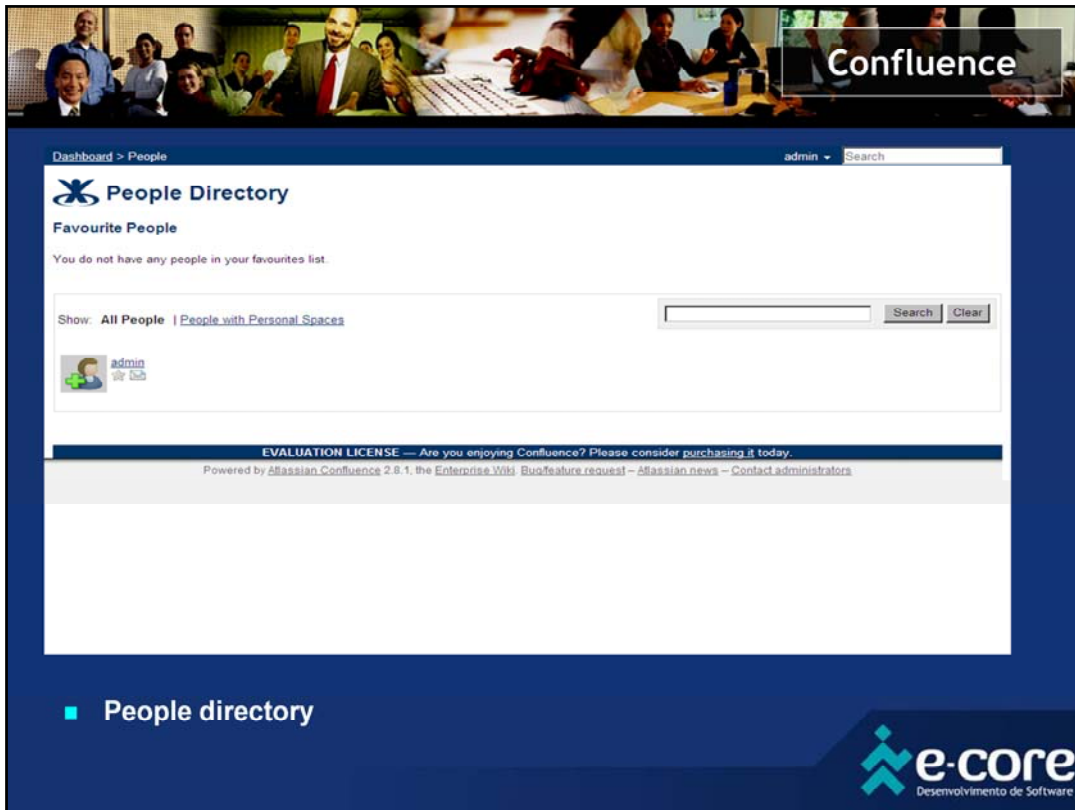 Confluence
Dashboard > People
admin
Search
People Directory
Favourite People
You do not have any people in your favourites list.
Show: All People | People with Personal Spaces
Search
Clear
admin
EVALUATION LICENSE — Are you enjoying Confluence? Please consider purchasing it today.
Powered by Atlassian Confluence 2.8.1, the Enterprise Wiki. Bug/feature request – Atlassian news – Contact administrators
People directory
e-core
Desenvolvimento de Software